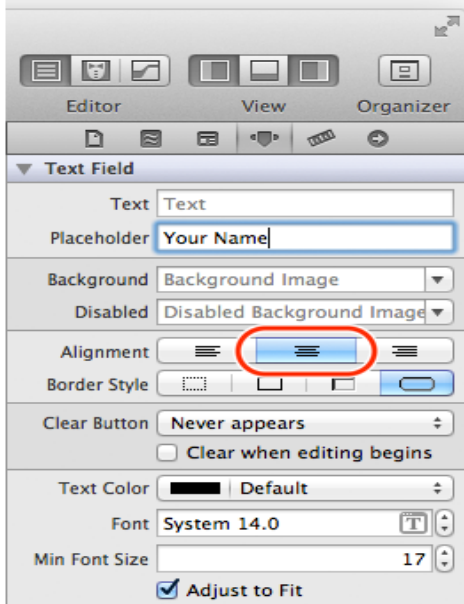 Editor View Organizer
Text Field
Text Text
Placeholder Your Name
Background Background Image
Disabled Disabled Background Image
Alignment
Border Style
Clear Button Never appears
Clear when editing begins
Text Color Default
Font System 14.0 T
Min Font Size 17
Adjust to Fit